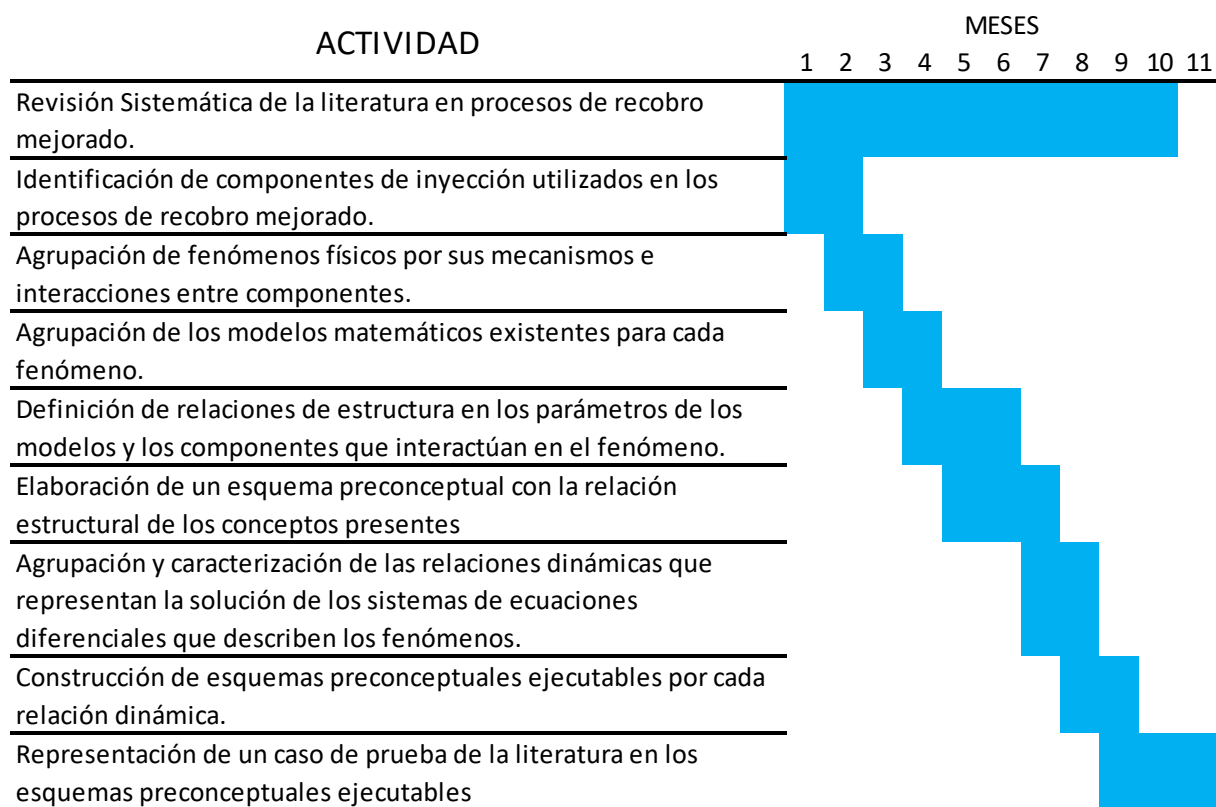 ACTIVIDAD
MESES
1 2 3 4 5 6 7 8 9 10 11
Revisión Sistemática de la literatura en procesos de recobro
mejorado.
Identificación de componentes de inyección utilizados en los
procesos de recobro mejorado.
Agrupación de fenómenos físicos por sus mecanismos e
interacciones entre componentes.
Agrupación de los modelos matemáticos existentes para cada
fenómeno.
Definición de relaciones de estructura en los parámetros de los
modelos y los componentes que interactúan en el fenómeno.
Elaboración de un esquema preconceptual con la relación
estructural de los conceptos presentes
Agrupación y caracterización de las relaciones dinámicas que
representan la solución de los sistemas de ecuaciones
diferenciales que describen los fenómenos.
Construcción de esquemas preconceptuales ejecutables por cada
relación dinámica.
Representación de un caso de prueba de la literatura en los
esquemas preconceptuales ejecutables